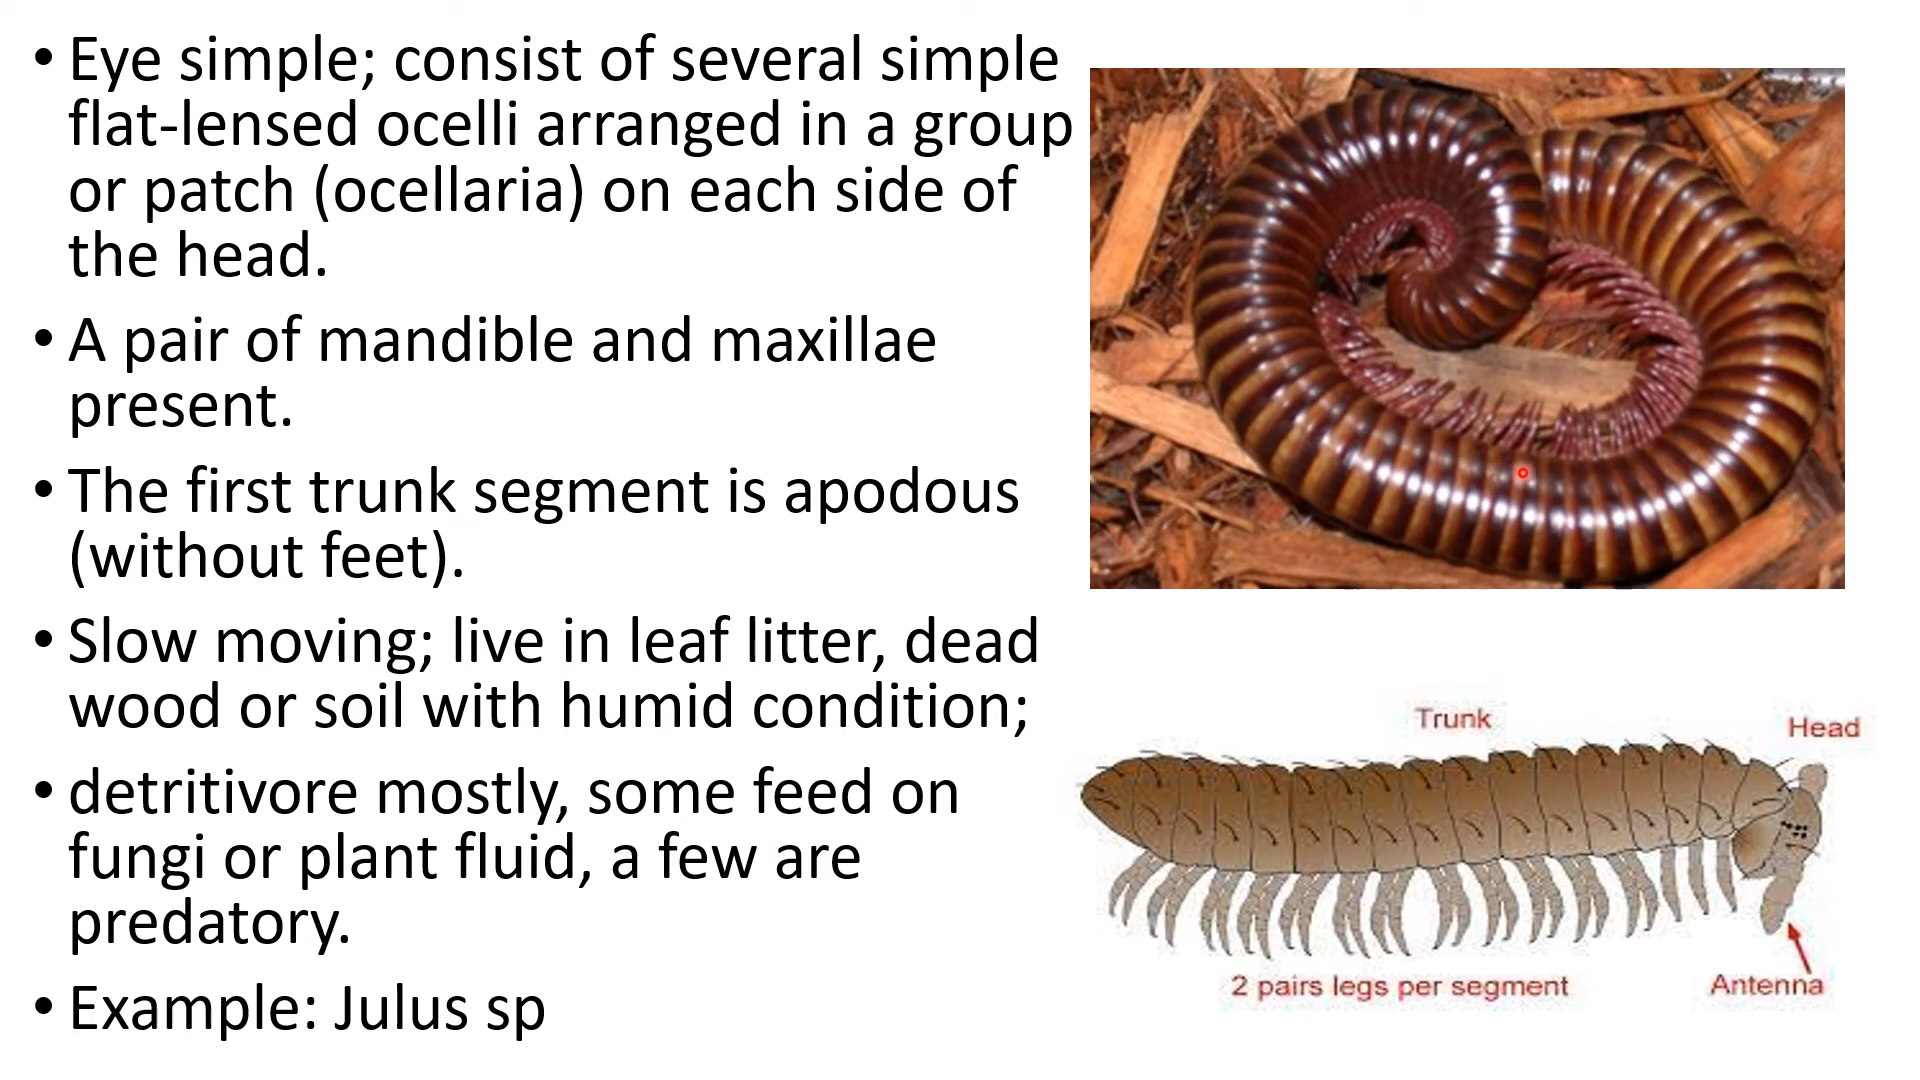 • Eye simple; consist of several simple
flat-lensed ocelli arranged in a group
or patch (ocellaria) on each side of
the head.
• A pair of mandible and maxillae
present.
• The first trunk segment is apodous
(without feet).
• Slow moving; live in leaf litter, dead
wood or soil with humid condition;
• detritivore mostly, some feed on
fungi or plant fluid, a few are
predatory.
• Example: Julus sp
Trunk
Head
2 pairs legs per segment
Antenna